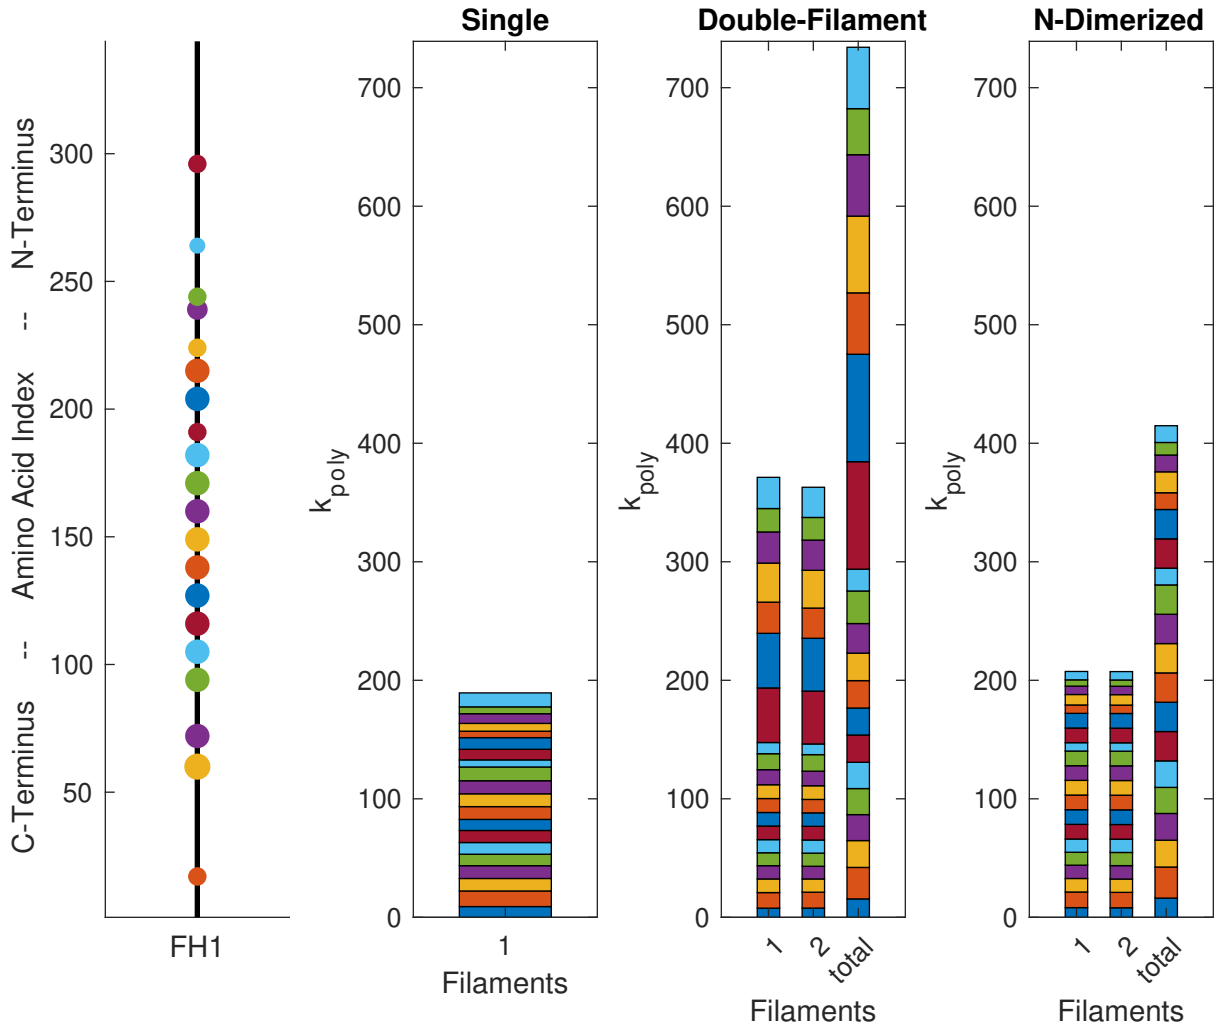 Single
Double-Filament
N-Dimerized
C-Terminus -- Amino Acid Index -- N-Terminus
300
250
200
150
100
50
FH1
k_poly
700
600
500
400
300
200
100
0
1
Filaments
k_poly
700
600
500
400
300
200
100
0
1
2
total
Filaments
k_poly
700
600
500
400
300
200
100
0
1
2
total
Filaments